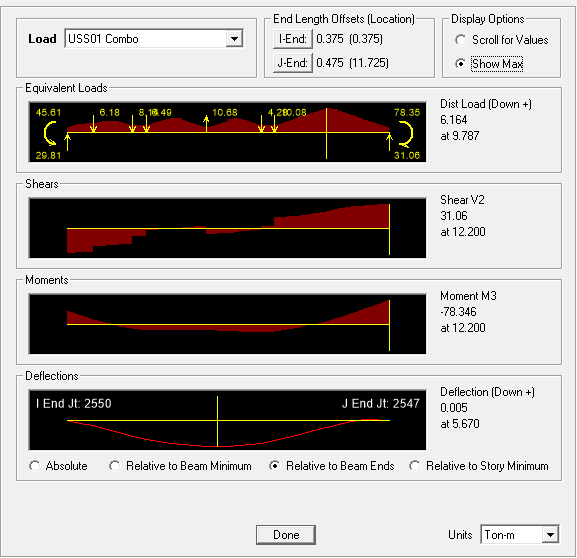 Load USS01 Combo
End Length Offsets (Location)
I-End: 0.375 (0.375)
J-End: 0.475 (11.725)
Display Options
Scroll for Values
Show Max
Equivalent Loads
45.61 6.18 10.68 78.35
29.81 31.06
Dist Load (Down +)
6.164
at 9.787
Shears
Shear V2
31.06
at 12.200
Moments
Moment M3
-78.346
at 12.200
Deflections
I End Jt: 2550 J End Jt: 2547
Deflection (Down +)
0.005
at 5.670
Absolute Relative to Beam Minimum Relative to Beam Ends Relative to Story Minimum
Done Units Ton-m